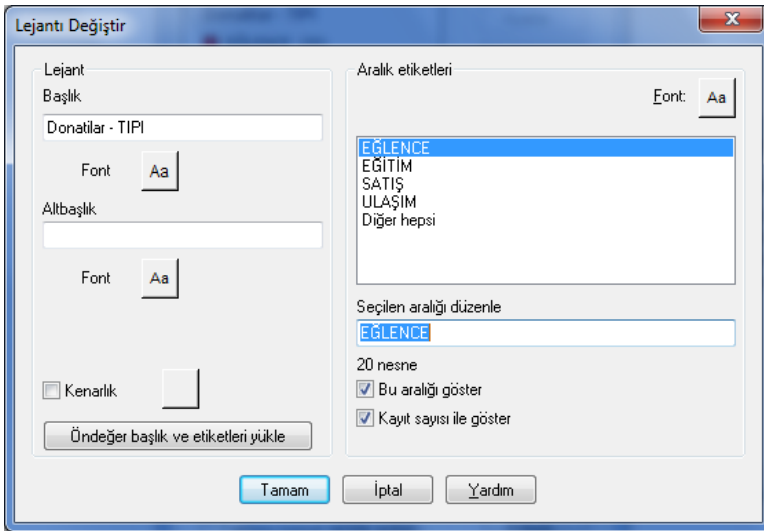 Lejantı Değiştir
Lejant
Başlık
Donatilar - TIPI
Font Aa
Altbaşlık
Font Aa
Kenarlık
Öndeğer başlık ve etiketleri yükle
Aralık etiketleri
Font: Aa
EĞLENCE
EĞİTİM
SATIŞ
ULAŞIM
Diğer hepsi
Seçilen aralığı düzenle
EĞLENCE
20 nesne
Bu aralığı göster
Kayıt sayısı ile göster
Tamam İptal Yardım